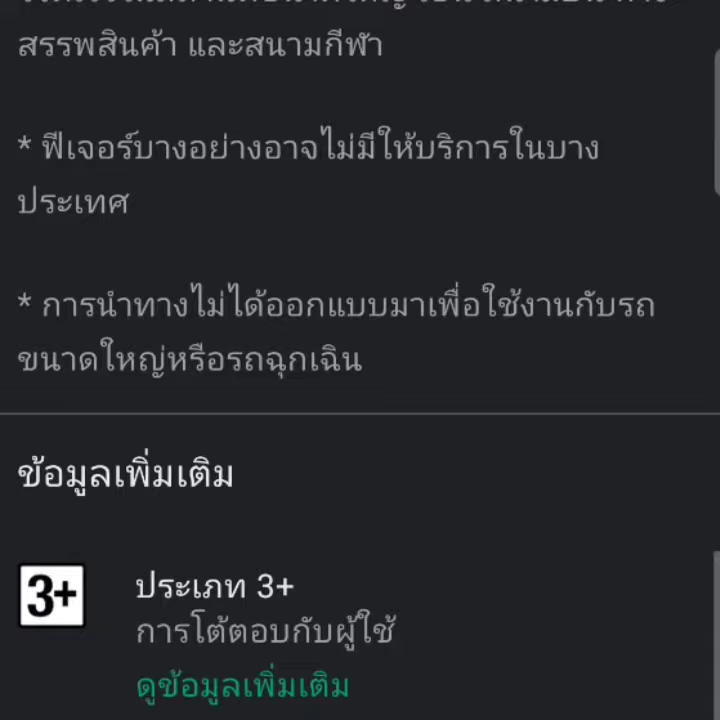 สรรพสินค้า และสนามกีฬา
* ฟีเจอร์บางอย่างอาจไม่มีให้บริการในบาง
ประเทศ
* การนำทางไม่ได้ออกแบบมาเพื่อใช้งานกับรถ
ขนาดใหญ่หรือรถฉุกเฉิน
ข้อมูลเพิ่มเติม
3+
ประเภท 3+
การโต้ตอบกับผู้ใช้
ดูข้อมูลเพิ่มเติม